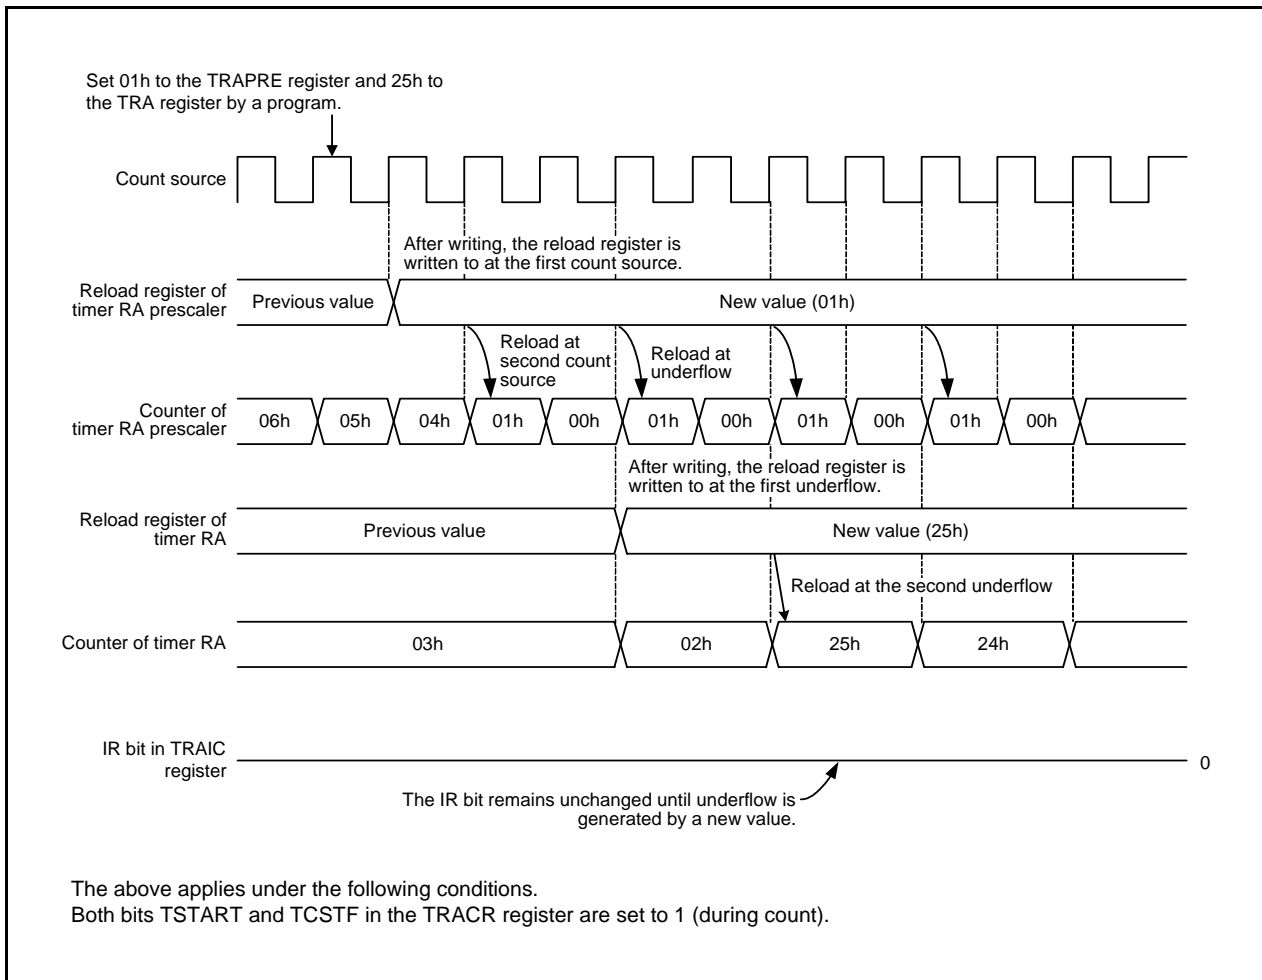 Set 01h to the TRAPRE register and 25h to
the TRA register by a program.
Count source
After writing, the reload register is
written to at the first count source.
Reload register of
timer RA prescaler
Previous value
New value (01h)
Reload at
second count
source
Reload at
underflow
Counter of
timer RA prescaler
06h 05h 04h 01h 00h 01h 00h 01h 00h 01h 00h
After writing, the reload register is
written to at the first underflow.
Reload register of
timer RA
Previous value
New value (25h)
Reload at the second underflow
Counter of timer RA
03h 02h 25h 24h
IR bit in TRAIC
register
0
The IR bit remains unchanged until underflow is
generated by a new value.
The above applies under the following conditions.
Both bits TSTART and TCSTF in the TRACR register are set to 1 (during count).